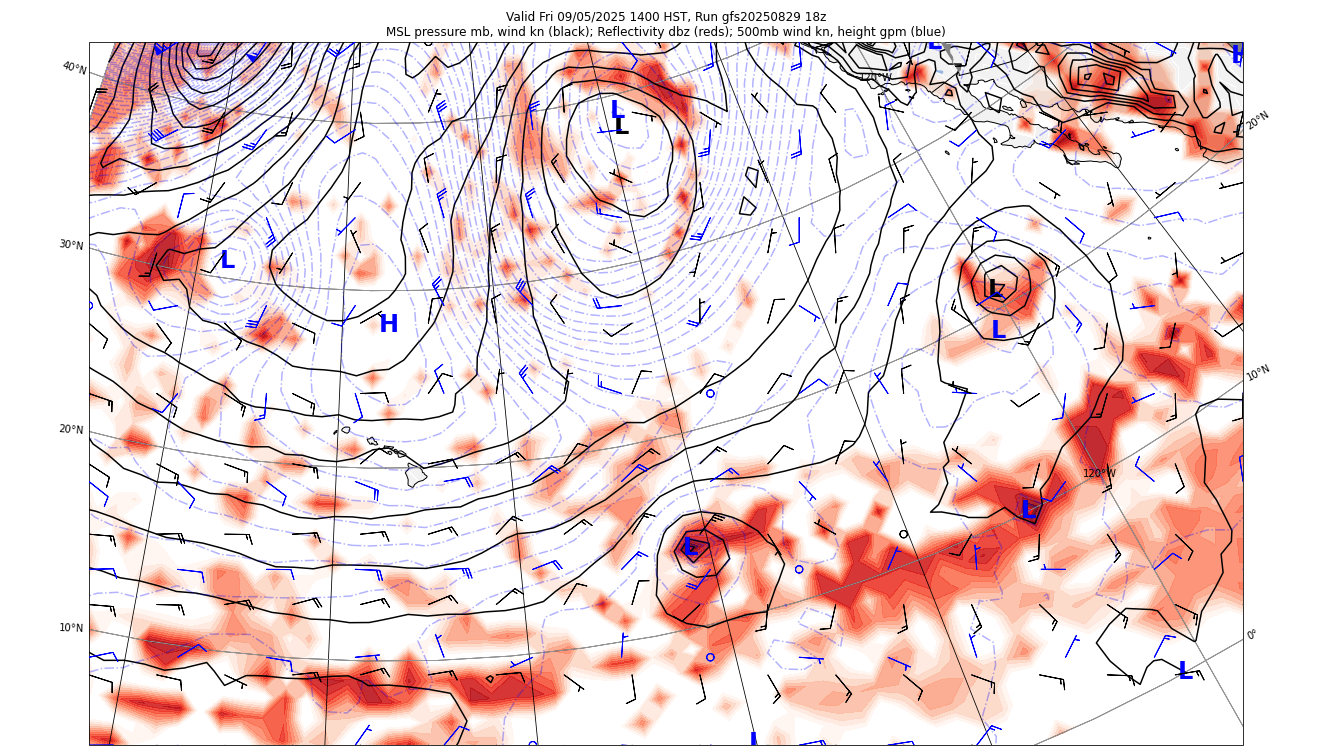 Valid Fri 09/05/2025 1400 HST, Run gfs20250829 18z
MSL pressure mb, wind kn (black); Reflectivity dbz (reds); 500mb wind kn, height gpm (blue)
L
H
40°N
120°W
L
L
20°N
30°N
L
L
H
L
10°N
20°N
120°W
L
L
10°N
0°
L
L